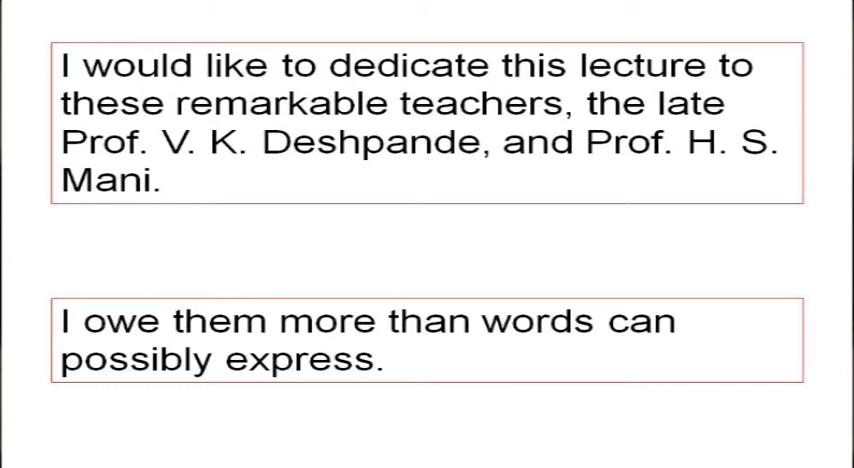 I would like to dedicate this lecture to
these remarkable teachers, the late
Prof. V. K. Deshpande, and Prof. H. S.
Mani.
I owe them more than words can
possibly express.